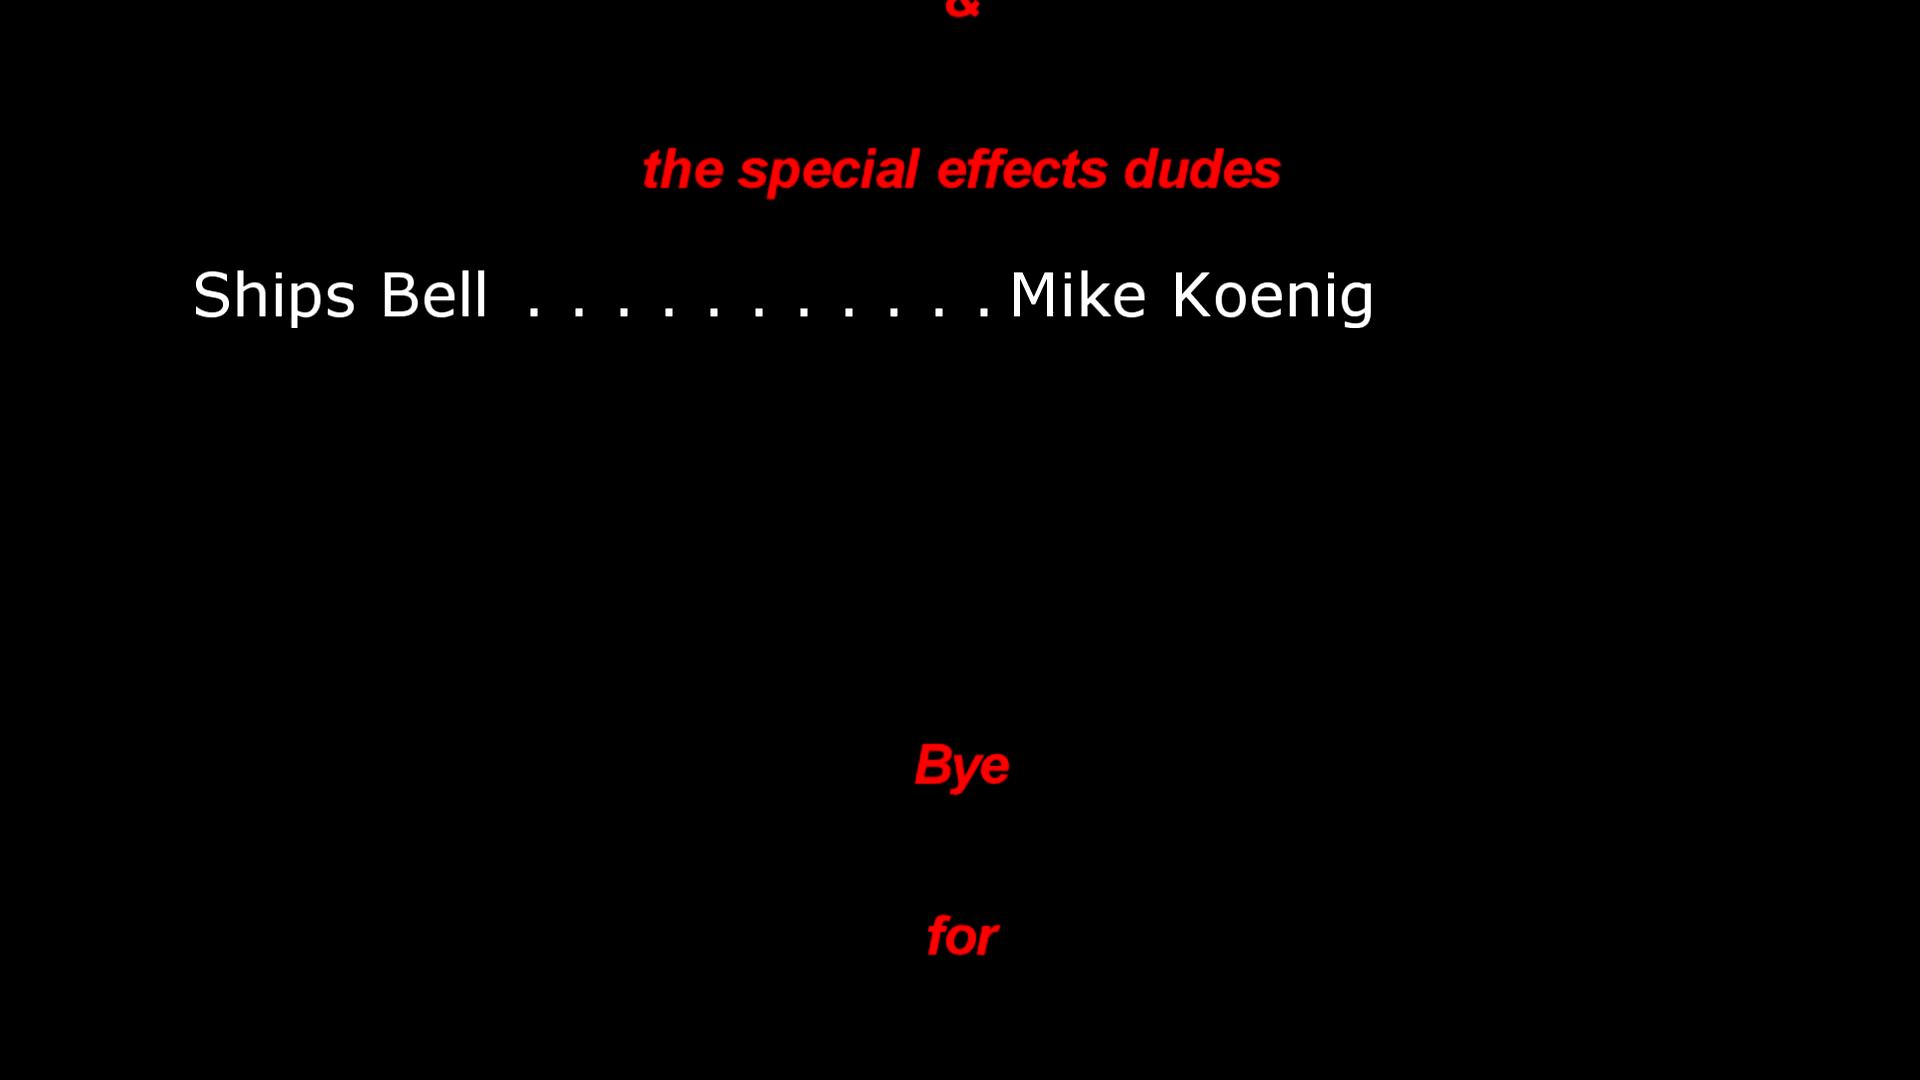 &
the special effects dudes
Ships Bell . . . . . . . . . . . Mike Koenig
Bye
for